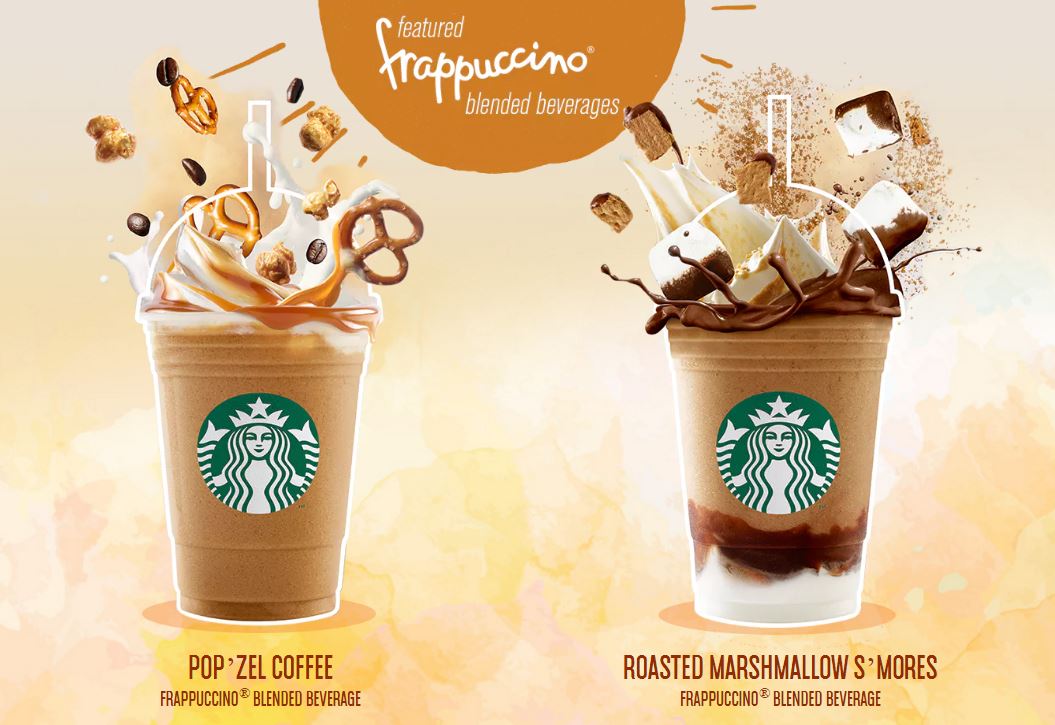 featured
frappuccino®
blended beverages
POP’ZEL COFFEE
FRAPPUCCINO® BLENDED BEVERAGE
ROASTED MARSHMALLOW S’MORES
FRAPPUCCINO® BLENDED BEVERAGE